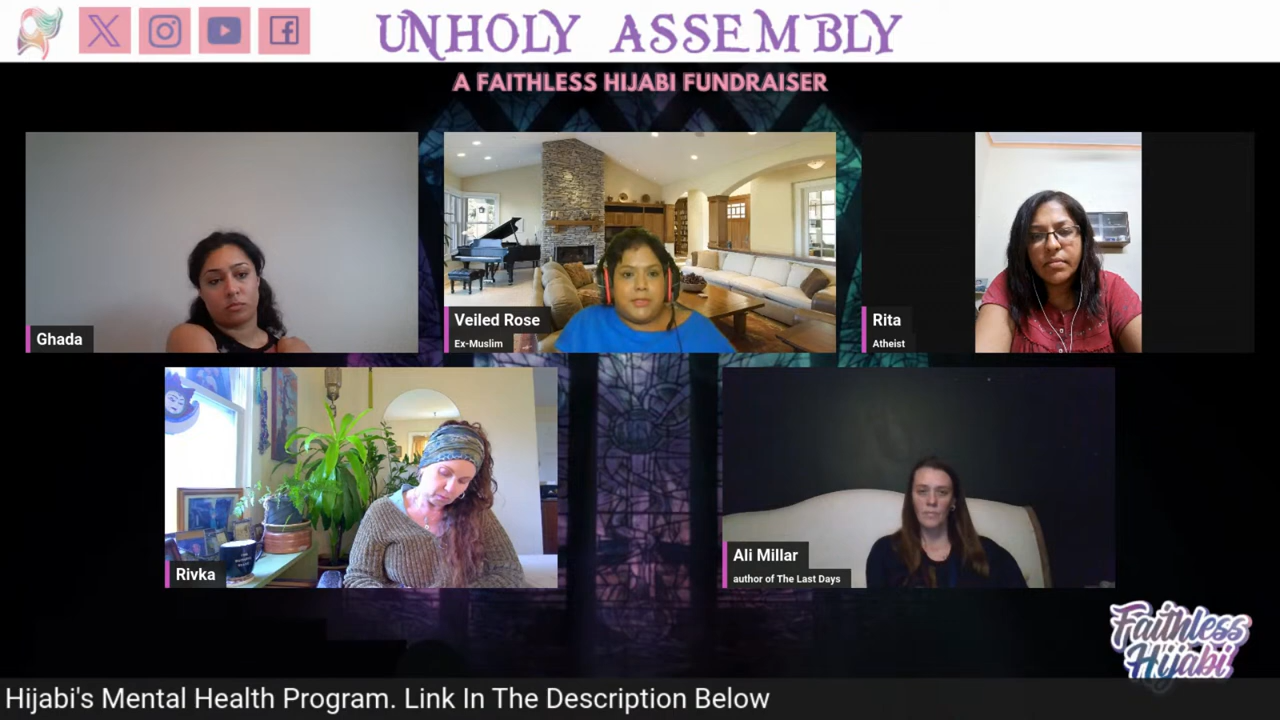 UNHOLY ASSEMBLY
A FAITHLESS HIJABI FUNDRAISER
Ghada
Veiled Rose
Ex-Muslim
Rita
Atheist
Rivka
Ali Millar
author of The Last Days
Faithless
Hijabi
Hijabi's Mental Health Program. Link In The Description Below